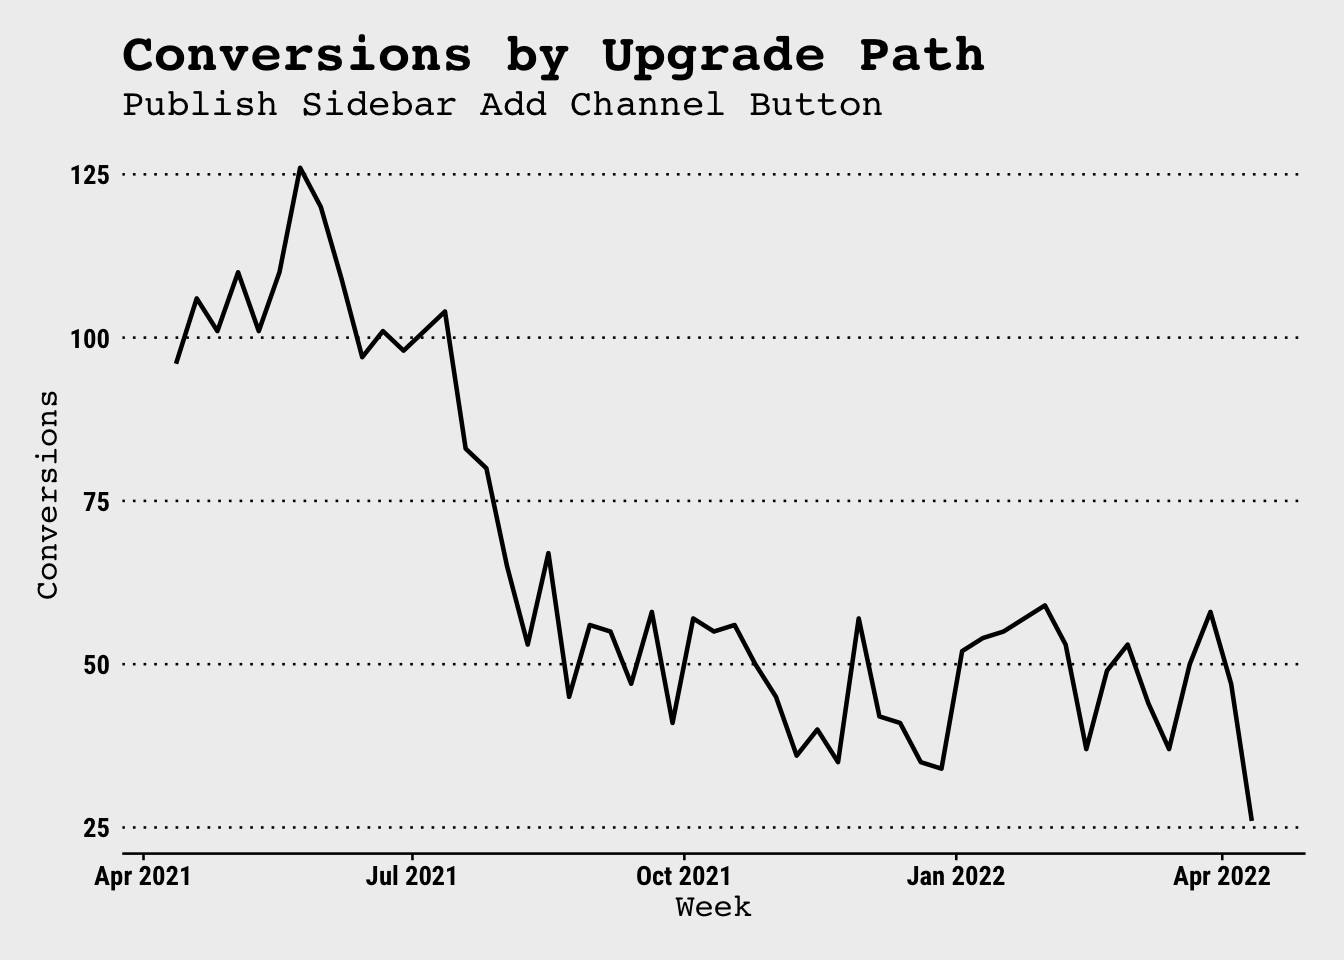 Conversions by Upgrade Path
Publish Sidebar Add Channel Button
125
100
75
50
25
Conversions
Apr 2021 Jul 2021 Oct 2021 Jan 2022 Apr 2022
Week